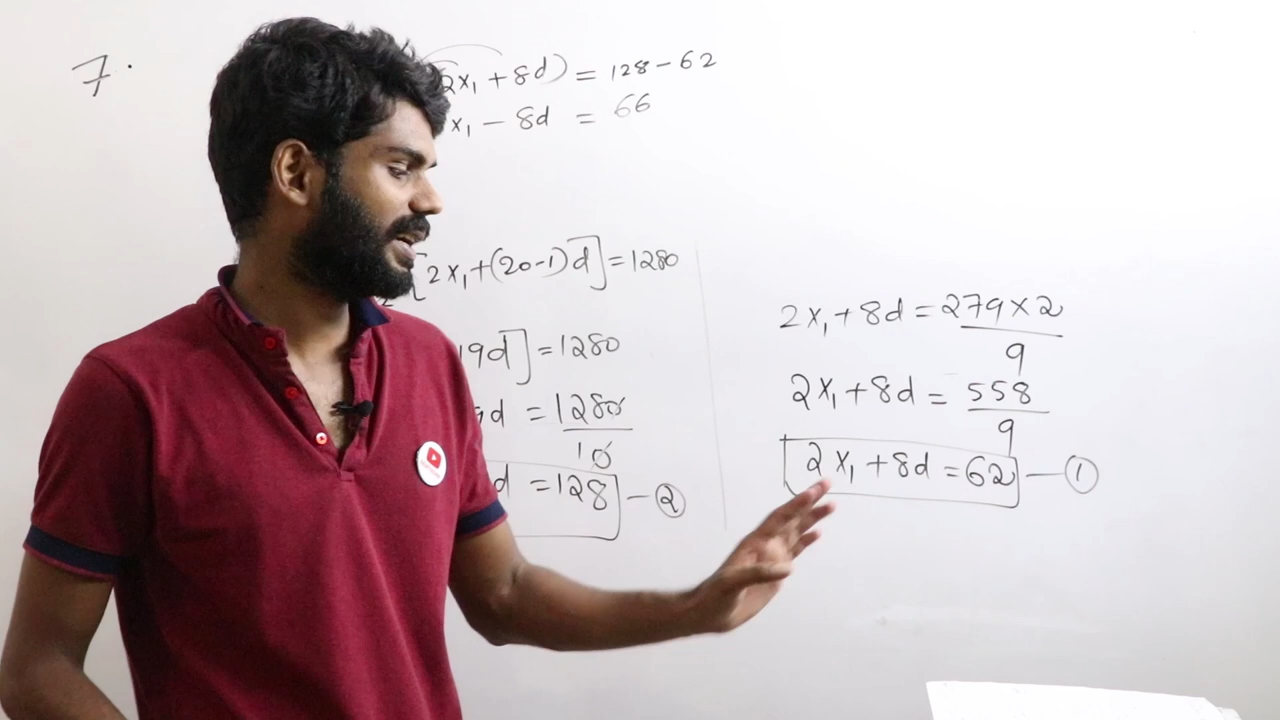 7.
2x₁ + 8d) = 128 - 62
x₁ - 8d = 66
[2x₁ + (20-1)d] = 1280
19d] = 1280
9d = 1280
10
d = 128 - ②
2x₁ + 8d = 279 × 2
9
2x₁ + 8d = 558
9
2x₁ + 8d = 62 - ①